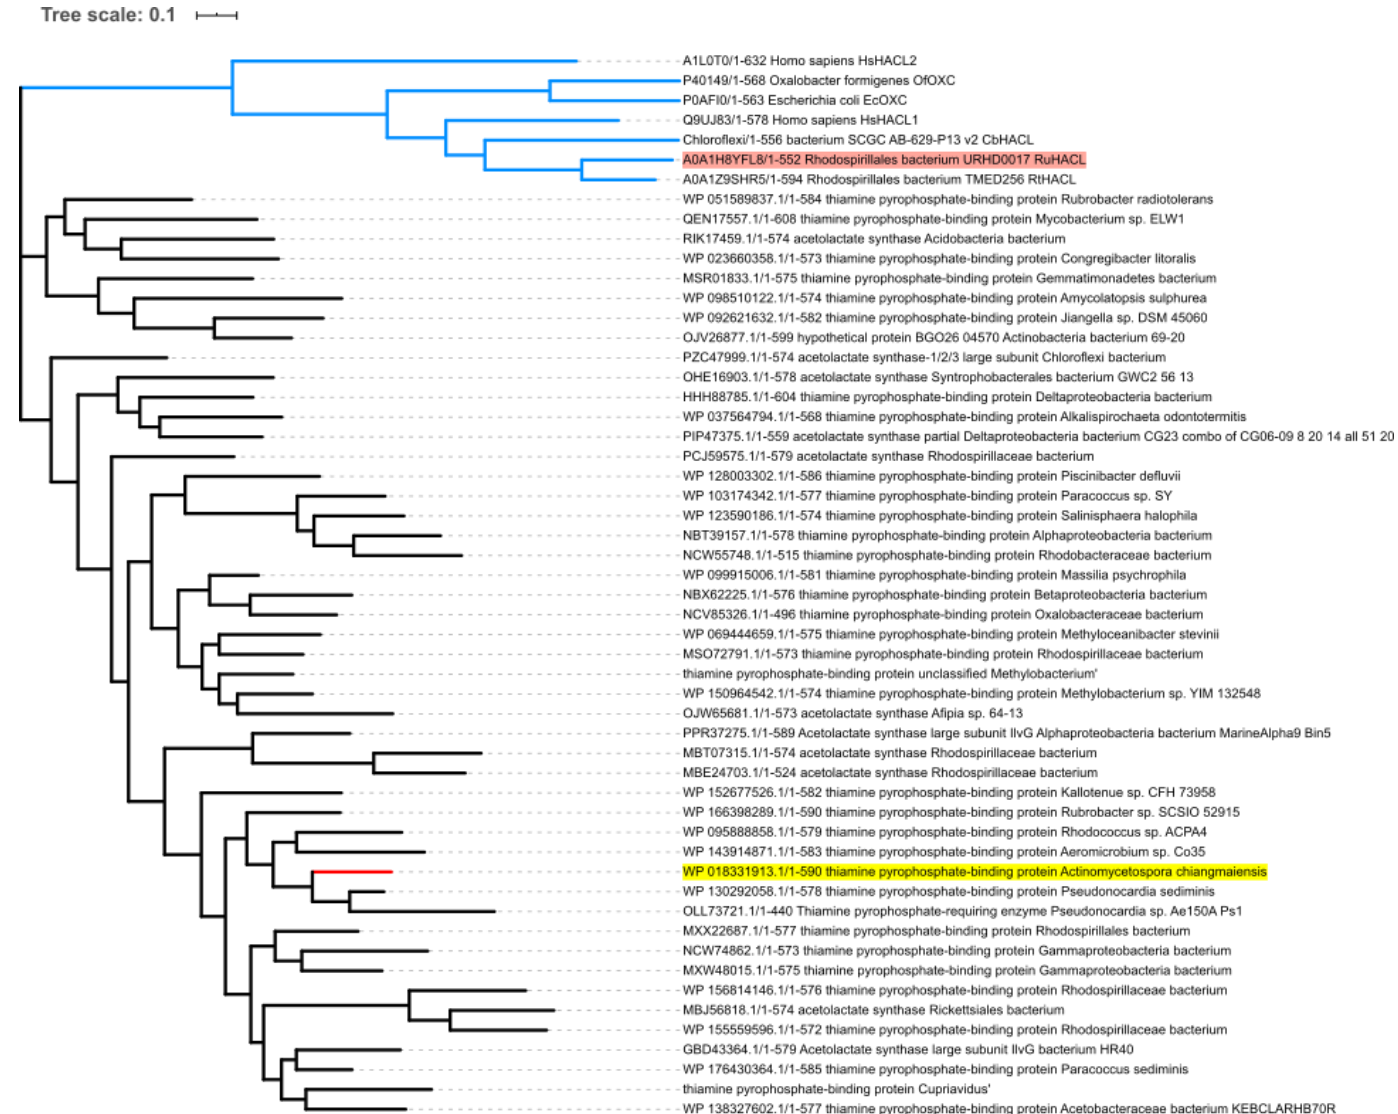 Tree scale: 0.1
A1L0T0/1-632 Homo sapiens HsHACL2
P40149/1-568 Oxalobacter formigenes OfOXC
P0AFI0/1-563 Escherichia coli EcOXC
Q9UJ83/1-578 Homo sapiens HsHACL1
Chloroflexi/1-556 bacterium SCGC AB-629-P13 v2 CbHACL
A0A1H8YFL8/1-552 Rhodospirillales bacterium URHD0017 RuHACL
A0A1Z9SHR5/1-594 Rhodospirillales bacterium TMED256 RtHACL
WP 051589837.1/1-584 thiamine pyrophosphate-binding protein Rubrobacter radiotolerans
QEN17557.1/1-608 thiamine pyrophosphate-binding protein Mycobacterium sp. ELW1
RIK17459.1/1-574 acetolactate synthase Acidobacteria bacterium
WP 023660358.1/1-573 thiamine pyrophosphate-binding protein Congregibacter litoralis
MSR01833.1/1-575 thiamine pyrophosphate-binding protein Gemmatimonadetes bacterium
WP 098510122.1/1-574 thiamine pyrophosphate-binding protein Amycolatopsis sulphurea
WP 092621632.1/1-582 thiamine pyrophosphate-binding protein Jiangella sp. DSM 45060
OJV26877.1/1-599 hypothetical protein BGO26 04570 Actinobacteria bacterium 69-20
PZC47999.1/1-574 acetolactate synthase-1/2/3 large subunit Chloroflexi bacterium
OHE16903.1/1-578 acetolactate synthase Syntrophobacterales bacterium GWC2 56 13
HHH88785.1/1-604 thiamine pyrophosphate-binding protein Deltaproteobacteria bacterium
WP 037564794.1/1-568 thiamine pyrophosphate-binding protein Alkalispirochaeta odontotermitis
PIP47375.1/1-559 acetolactate synthase partial Deltaproteobacteria bacterium CG23 combo of CG06-09 8 20 14 all 51 20
PCJ59575.1/1-579 acetolactate synthase Rhodospirillaceae bacterium
WP 128003302.1/1-586 thiamine pyrophosphate-binding protein Piscinibacter defluvii
WP 103174342.1/1-577 thiamine pyrophosphate-binding protein Paracoccus sp. SY
WP 123590186.1/1-574 thiamine pyrophosphate-binding protein Salinisphaera halophila
NBT39157.1/1-578 thiamine pyrophosphate-binding protein Alphaproteobacteria bacterium
NCW55748.1/1-515 thiamine pyrophosphate-binding protein Rhodobacteraceae bacterium
WP 099915006.1/1-581 thiamine pyrophosphate-binding protein Massilia psychrophila
NBX62225.1/1-576 thiamine pyrophosphate-binding protein Betaproteobacteria bacterium
NCV85326.1/1-496 thiamine pyrophosphate-binding protein Oxalobacteraceae bacterium
WP 069444659.1/1-575 thiamine pyrophosphate-binding protein Methyloceanibacter stevinii
MSO72791.1/1-573 thiamine pyrophosphate-binding protein Rhodospirillaceae bacterium
thiamine pyrophosphate-binding protein unclassified Methylobacterium'
WP 150964542.1/1-574 thiamine pyrophosphate-binding protein Methylobacterium sp. YIM 132548
OJW65681.1/1-573 acetolactate synthase Afipia sp. 64-13
PPR37275.1/1-589 Acetolactate synthase large subunit IlvG Alphaproteobacteria bacterium MarineAlpha9 Bin5
MBT07315.1/1-574 acetolactate synthase Rhodospirillaceae bacterium
MBE24703.1/1-524 acetolactate synthase Rhodospirillaceae bacterium
WP 152677526.1/1-582 thiamine pyrophosphate-binding protein Kallotenue sp. CFH 73958
WP 166398289.1/1-590 thiamine pyrophosphate-binding protein Rubrobacter sp. SCSIO 52915
WP 095888858.1/1-579 thiamine pyrophosphate-binding protein Rhodococcus sp. ACPA4
WP 143914871.1/1-583 thiamine pyrophosphate-binding protein Aeromicrobium sp. Co35
WP 018331913.1/1-590 thiamine pyrophosphate-binding protein Actinomycetospora chiangmaiensis
WP 130292058.1/1-578 thiamine pyrophosphate-binding protein Pseudonocardia sediminis
OLL73721.1/1-440 Thiamine pyrophosphate-requiring enzyme Pseudonocardia sp. Ae150A Ps1
MXX22687.1/1-577 thiamine pyrophosphate-binding protein Rhodospirillales bacterium
NCW74862.1/1-573 thiamine pyrophosphate-binding protein Gammaproteobacteria bacterium
MXW48015.1/1-575 thiamine pyrophosphate-binding protein Gammaproteobacteria bacterium
WP 156814146.1/1-576 thiamine pyrophosphate-binding protein Rhodospirillaceae bacterium
MBJ56818.1/1-574 acetolactate synthase Rickettsiales bacterium
WP 155559596.1/1-572 thiamine pyrophosphate-binding protein Rhodospirillaceae bacterium
GBD43364.1/1-579 Acetolactate synthase large subunit IlvG bacterium HR40
WP 176430364.1/1-585 thiamine pyrophosphate-binding protein Paracoccus sediminis
thiamine pyrophosphate-binding protein Cupriavidus'
WP 138327602.1/1-577 thiamine pyrophosphate-binding protein Acetobacteraceae bacterium KEBCLARHB70R